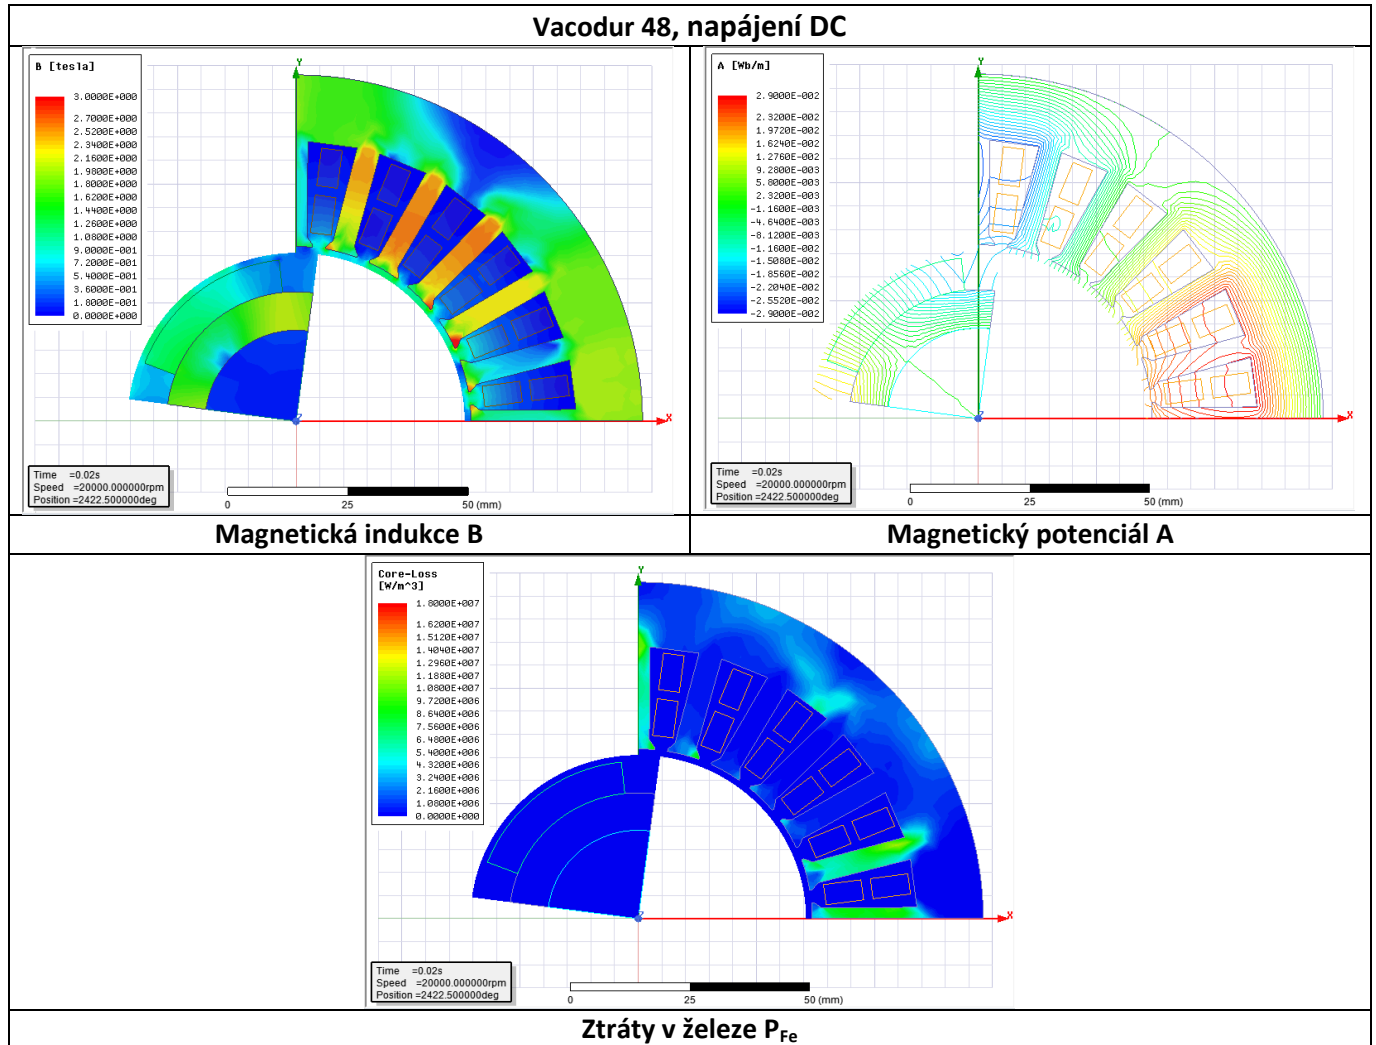 Vacodur 48, napájení DC
B [tesla]
3.0000E+000
2.7000E+000
2.5200E+000
2.3400E+000
2.1600E+000
1.9800E+000
1.8000E+000
1.6200E+000
1.4400E+000
1.2600E+000
1.0800E+000
9.0000E-001
7.2000E-001
5.4000E-001
3.6000E-001
1.8000E-001
0.0000E+000
Y
X
Z
Time =0.02s
Speed =20000.000000rpm
Position =2422.500000deg
0 25 50 (mm)
A [Wb/m]
2.9000E-002
2.3200E-002
1.9720E-002
1.6240E-002
1.2760E-002
9.2800E-003
5.8000E-003
2.3200E-003
-1.1600E-003
-4.6400E-003
-8.1200E-003
-1.1600E-002
-1.5080E-002
-1.8560E-002
-2.2040E-002
-2.5520E-002
-2.9000E-002
Y
X
Z
Time =0.02s
Speed =20000.000000rpm
Position =2422.500000deg
0 25 50 (mm)
Magnetická indukce B
Magnetický potenciál A
Core-Loss
[W/m^3]
1.8000E+007
1.6200E+007
1.5120E+007
1.4040E+007
1.2960E+007
1.1880E+007
1.0800E+007
9.7200E+006
8.6400E+006
7.5600E+006
6.4800E+006
5.4000E+006
4.3200E+006
3.2400E+006
2.1600E+006
1.0800E+006
0.0000E+000
Y
X
Z
Time =0.02s
Speed =20000.000000rpm
Position =2422.500000deg
0 25 50 (mm)
Ztráty v železe PFe